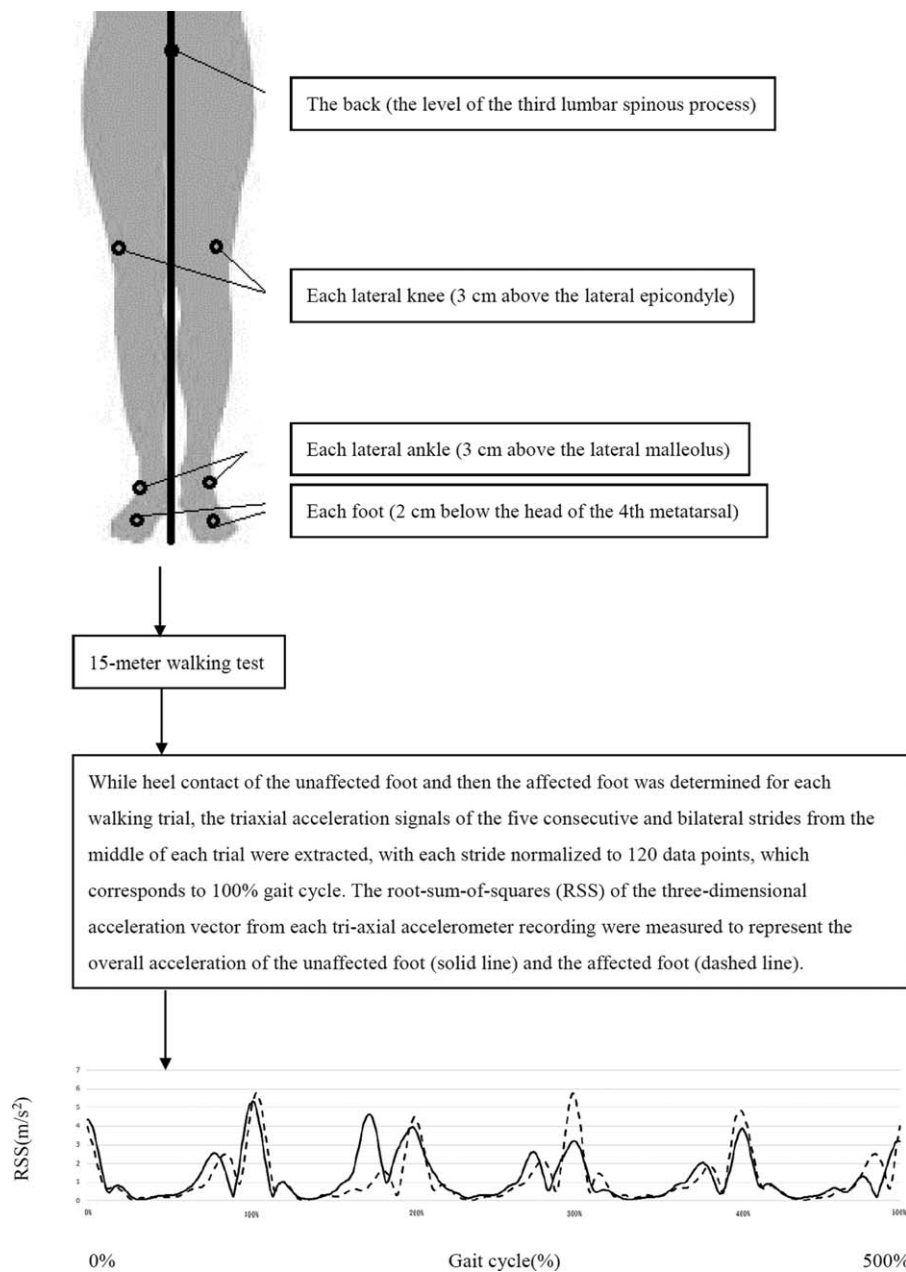 The back (the level of the third lumbar spinous process)
Each lateral knee (3 cm above the lateral epicondyle)
Each lateral ankle (3 cm above the lateral malleolus)
Each foot (2 cm below the head of the 4th metatarsal)
15-meter walking test
While heel contact of the unaffected foot and then the affected foot was determined for each
walking trial, the triaxial acceleration signals of the five consecutive and bilateral strides from the
middle of each trial were extracted, with each stride normalized to 120 data points, which
corresponds to 100% gait cycle. The root-sum-of-squares (RSS) of the three-dimensional
acceleration vector from each tri-axial accelerometer recording were measured to represent the
overall acceleration of the unaffected foot (solid line) and the affected foot (dashed line).
RSS(m/s²)
7
6
5
4
3
2
1
0
0% 100% 200% 300% 400% 500%
0% Gait cycle(%) 500%